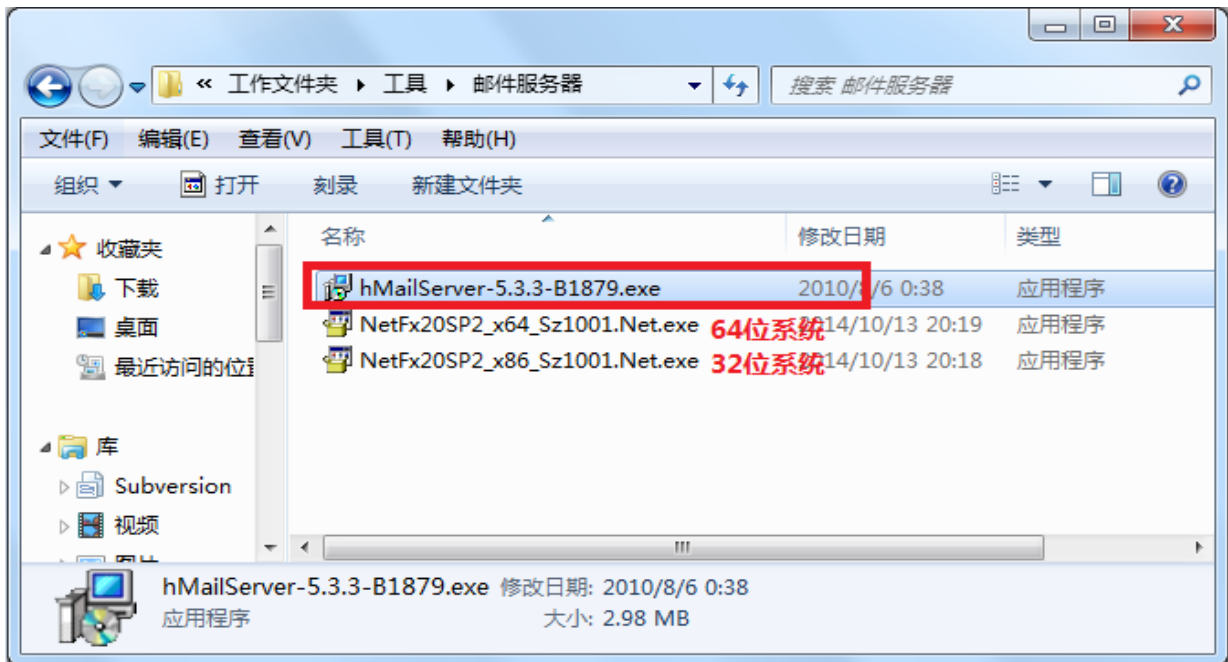 « 工作文件夹 ▸ 工具 ▸ 邮件服务器 搜索 邮件服务器
文件(F) 编辑(E) 查看(V) 工具(T) 帮助(H)
组织 打开 刻录 新建文件夹
名称 修改日期 类型
收藏夹
下载
桌面
最近访问的位
库
Subversion
视频
hMailServer-5.3.3-B1879.exe 2010/8/6 0:38 应用程序
NetFx20SP2_x64_Sz1001.Net.exe 64位系统 2014/10/13 20:19 应用程序
NetFx20SP2_x86_Sz1001.Net.exe 32位系统 2014/10/13 20:18 应用程序
hMailServer-5.3.3-B1879.exe 修改日期: 2010/8/6 0:38
应用程序 大小: 2.98 MB